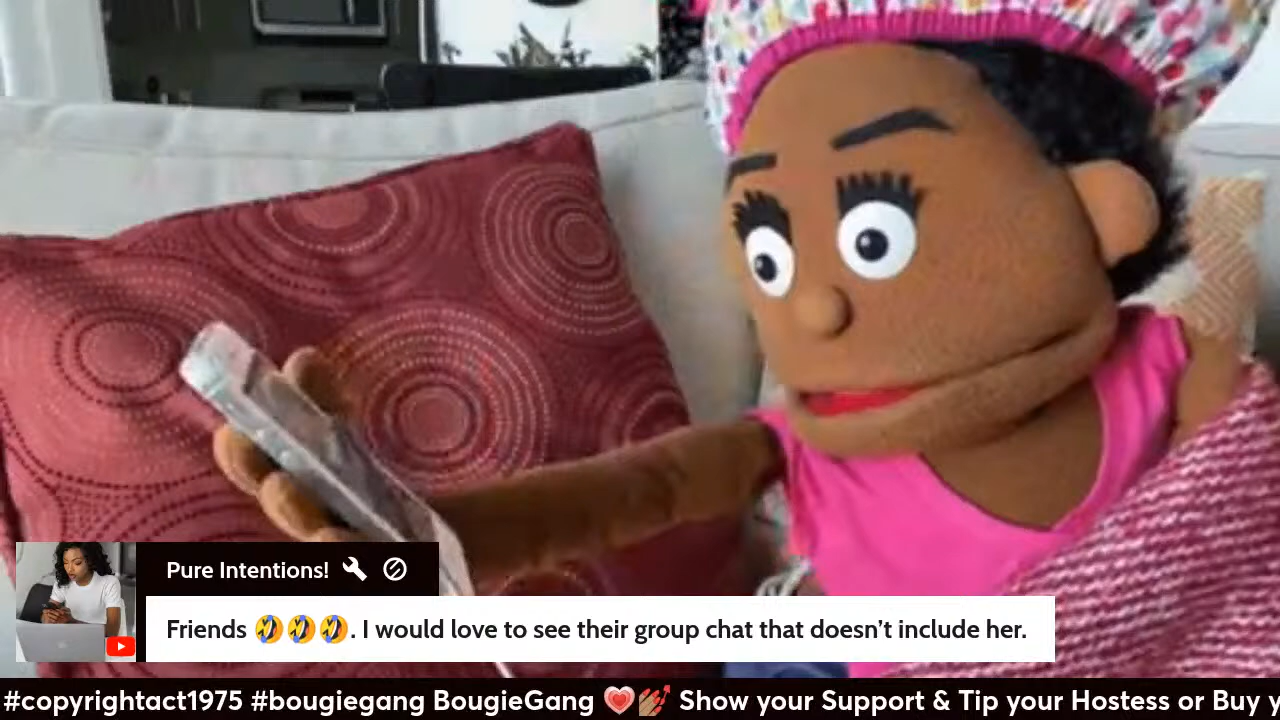 Pure Intentions!
Friends 🤣🤣🤣. I would love to see their group chat that doesn’t include her.
#copyrightact1975 #bougiegang BougieGang 💗💅🏾 Show your Support & Tip your Hostess or Buy y